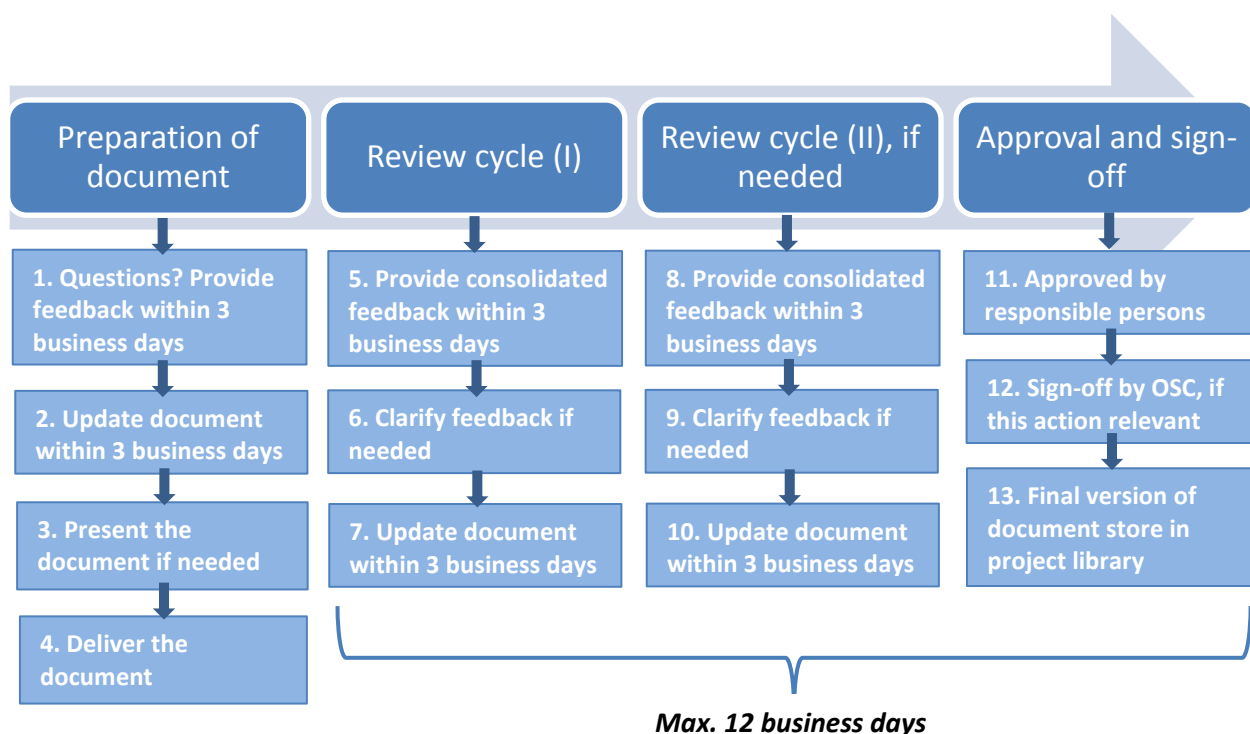 Preparation of
document
Review cycle (I)
Review cycle (II), if
needed
Approval and sign-
off
1. Questions? Provide
feedback within 3
business days
2. Update document
within 3 business days
3. Present the
document if needed
4. Deliver the
document
5. Provide consolidated
feedback within 3
business days
6. Clarify feedback if
needed
7. Update document
within 3 business days
8. Provide consolidated
feedback within 3
business days
9. Clarify feedback if
needed
10. Update document
within 3 business days
11. Approved by
responsible persons
12. Sign-off by OSC, if
this action relevant
13. Final version of
document store in
project library
Max. 12 business days